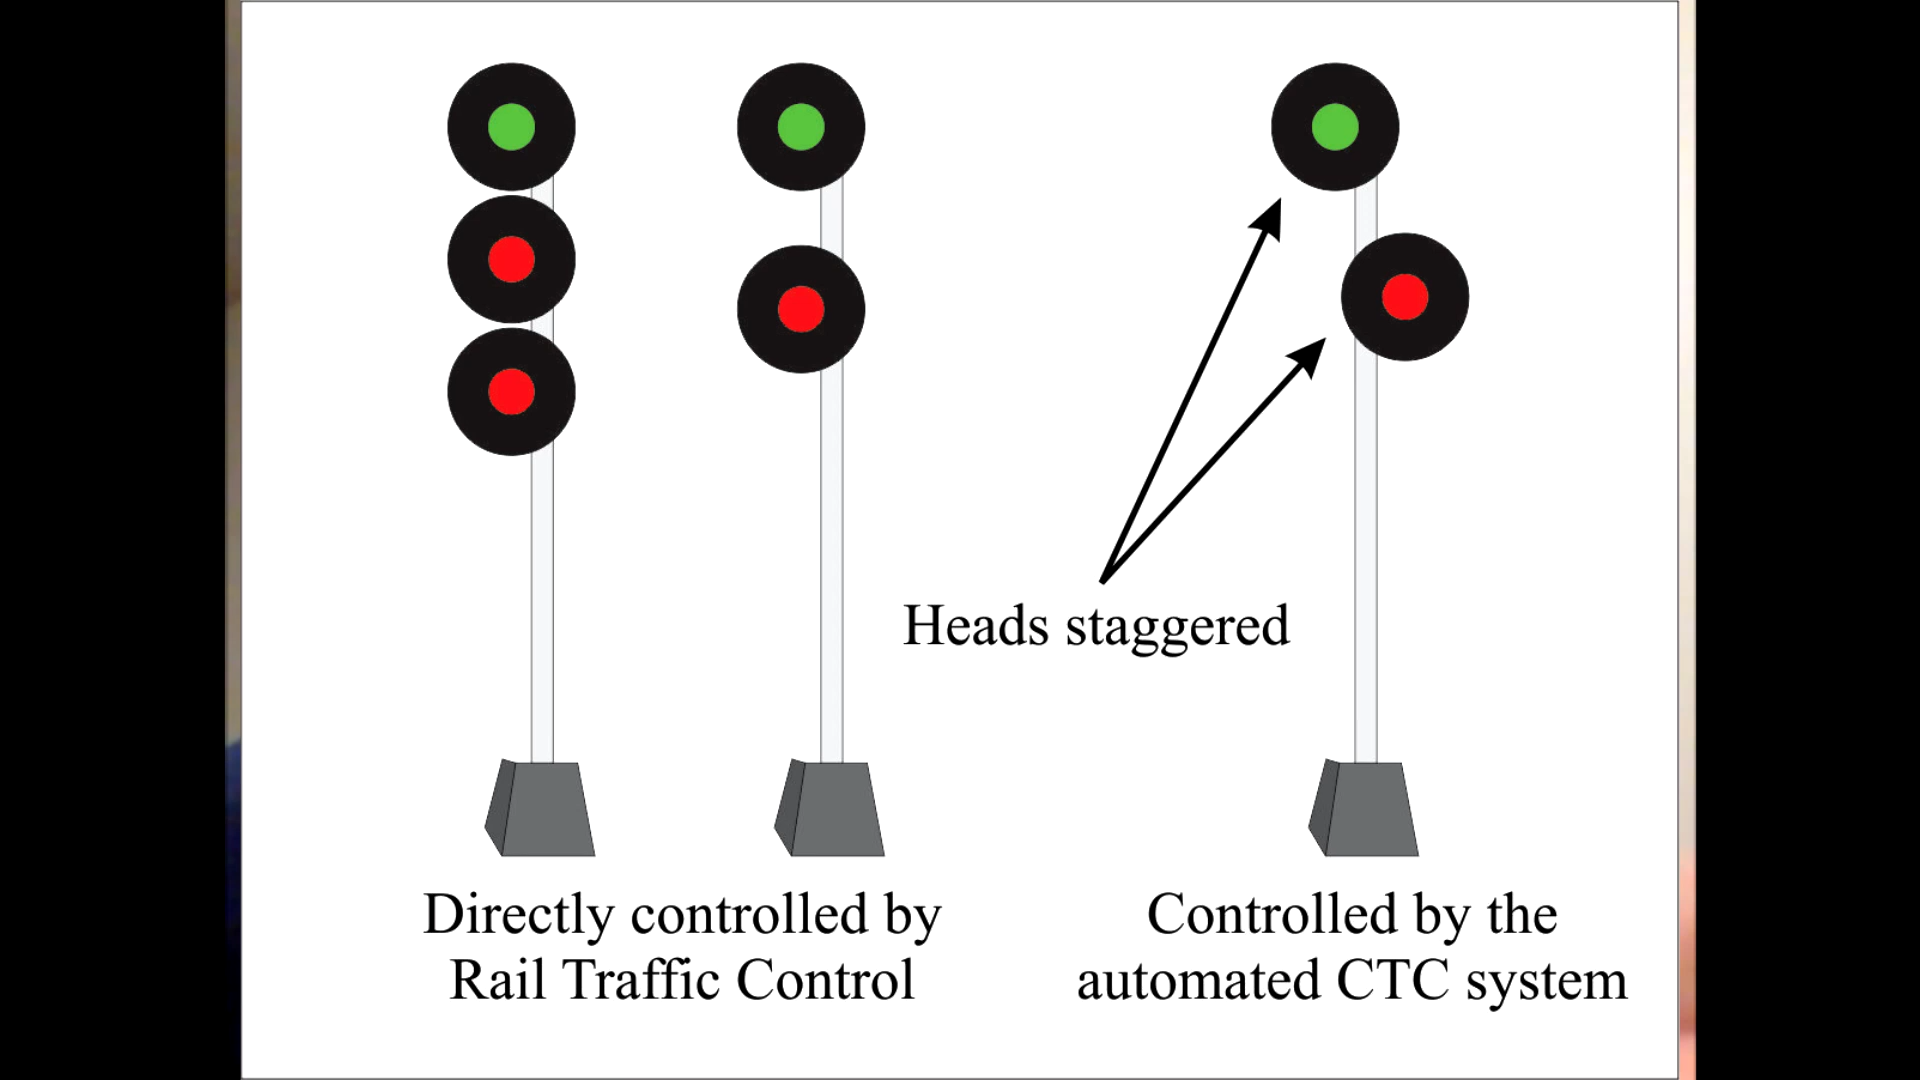 Heads staggered
Directly controlled by
Rail Traffic Control
Controlled by the
automated CTC system